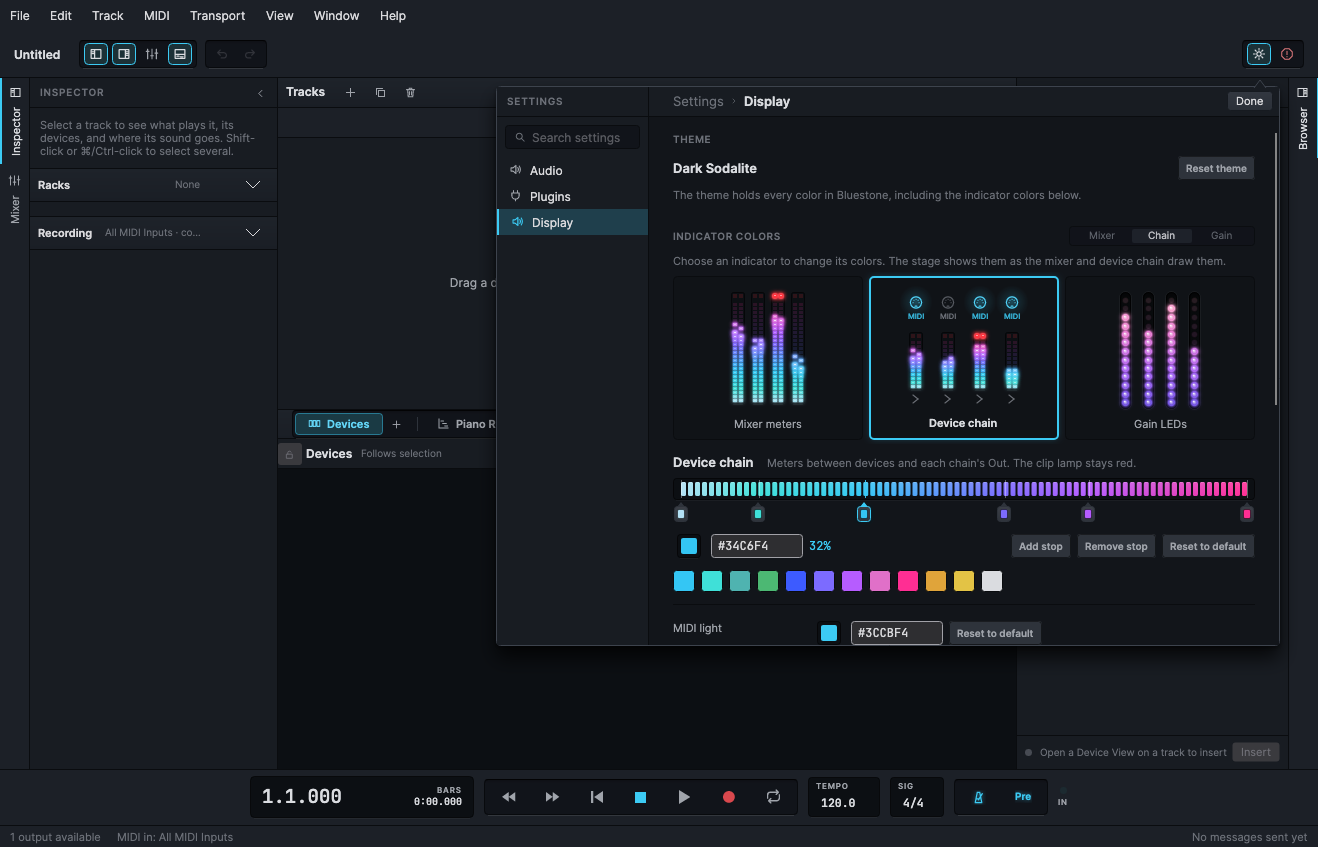 File Edit Track MIDI Transport View Window Help
Untitled
Inspector
Mixer
INSPECTOR
Select a track to see what plays it, its
devices, and where its sound goes. Shift-
click or ⌘/Ctrl-click to select several.
Racks None
Recording All MIDI Inputs · co...
Tracks
Drag a d
Devices
Piano R
Devices Follows selection
SETTINGS
Search settings
Audio
Plugins
Display
Settings › Display
Done
THEME
Dark Sodalite
Reset theme
The theme holds every color in Bluestone, including the indicator colors below.
INDICATOR COLORS
Mixer Chain Gain
Choose an indicator to change its colors. The stage shows them as the mixer and device chain draw them.
MIDI MIDI MIDI MIDI
Mixer meters
Device chain
Gain LEDs
Device chain Meters between devices and each chain's Out. The clip lamp stays red.
#34C6F4 32%
Add stop Remove stop Reset to default
MIDI light
#3CCBF4
Reset to default
Browser
Open a Device View on a track to insert
Insert
1.1.000
BARS
0:00.000
TEMPO
120.0
SIG
4/4
Pre
IN
1 output available MIDI in: All MIDI Inputs
No messages sent yet